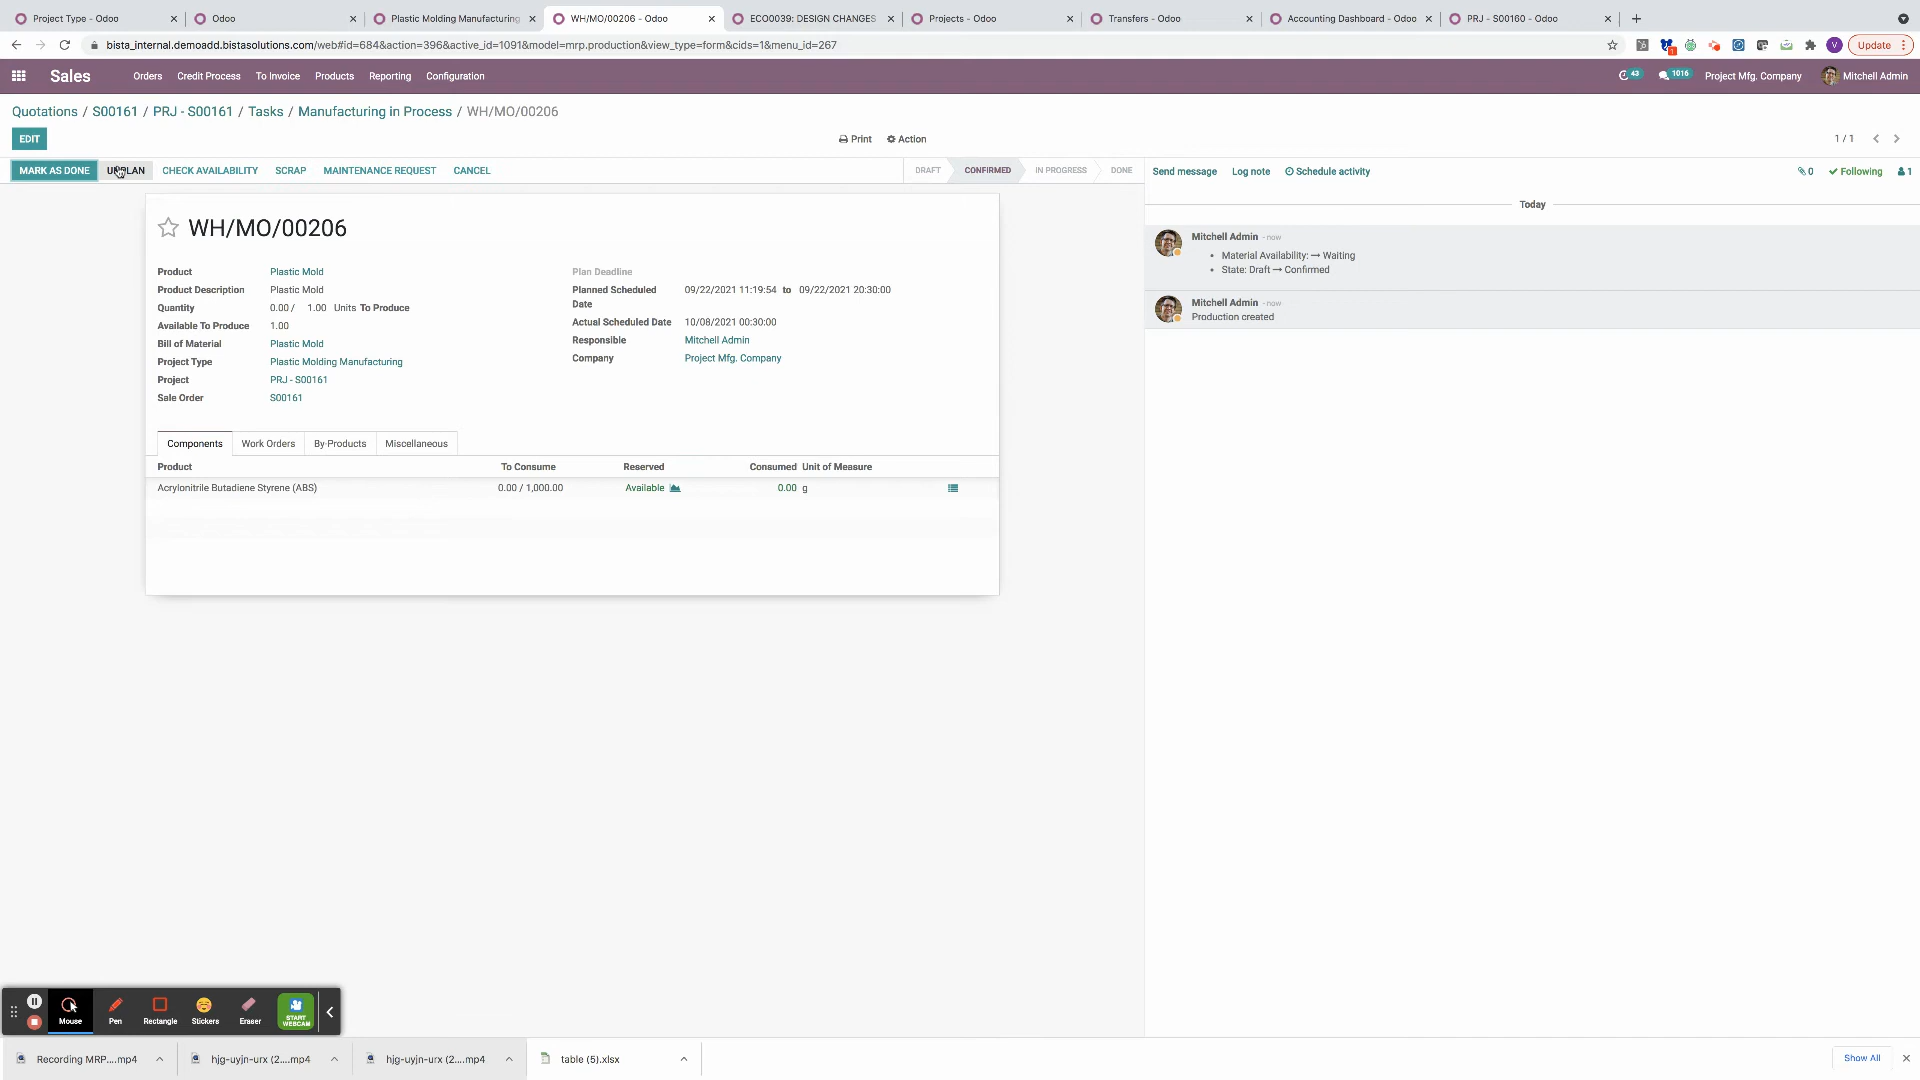 Project Type - Odoo
Odoo
Plastic Molding Manufacturing
WH/MO/00206 - Odoo
ECO0039: DESIGN CHANGES
Projects - Odoo
Transfers - Odoo
Accounting Dashboard - Odoo
PRJ - S00160 - Odoo
bista_internal.demoadd.bistasolutions.com/web#id=684&action=396&active_id=1091&model=mrp.production&view_type=form&cids=1&menu_id=267
1
V
Update
Sales
Orders
Credit Process
To Invoice
Products
Reporting
Configuration
43
1016
Project Mfg. Company
Mitchell Admin
Quotations / S00161 / PRJ - S00161 / Tasks / Manufacturing in Process / WH/MO/00206
EDIT
Print
Action
1 / 1
MARK AS DONE
CHECK AVAILABILITY
SCRAP
MAINTENANCE REQUEST
CANCEL
DRAFT
CONFIRMED
IN PROGRESS
DONE
Send message
Log note
Schedule activity
0
Following
1
Today
WH/MO/00206
Mitchell Admin - now
Material Availability: → Waiting
State: Draft → Confirmed
Mitchell Admin - now
Production created
Product Plastic Mold
Product Description Plastic Mold
Quantity 0.00 / 1.00 Units To Produce
Available To Produce 1.00
Bill of Material Plastic Mold
Project Type Plastic Molding Manufacturing
Project PRJ - S00161
Sale Order S00161
Plan Deadline
Planned Scheduled Date 09/22/2021 11:19:54 to 09/22/2021 20:30:00
Actual Scheduled Date 10/08/2021 00:30:00
Responsible Mitchell Admin
Company Project Mfg. Company
Components
Work Orders
By-Products
Miscellaneous
Product To Consume Reserved Consumed Unit of Measure
Acrylonitrile Butadiene Styrene (ABS) 0.00 / 1,000.00 Available 0.00 g
Mouse
Pen
Rectangle
Stickers
Eraser
START
WEBCAM
Recording MRP....mp4
hjg-uyjn-urx (2....mp4
hjg-uyjn-urx (2....mp4
table (5).xlsx
Show All